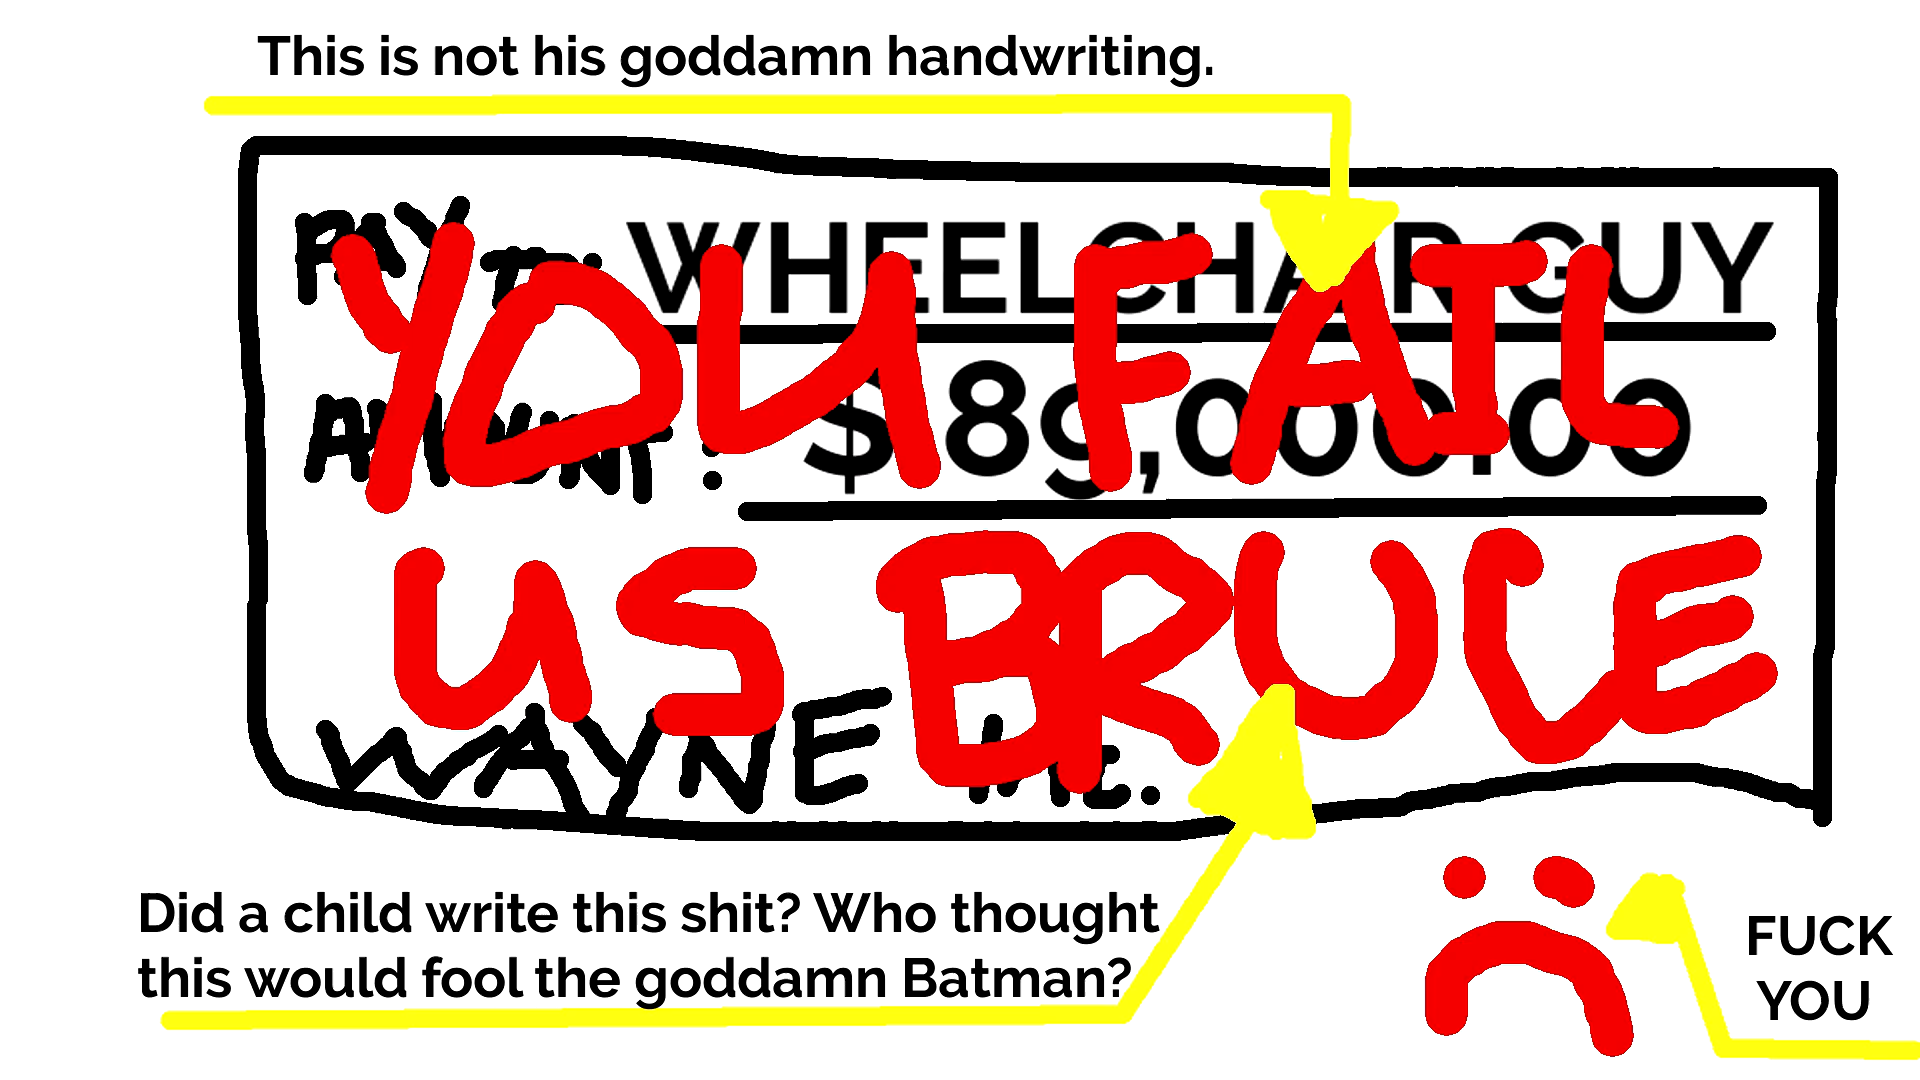 This is not his goddamn handwriting.
PAY TO: WHEELCHAIR GUY
AMOUNT: $89,000.00
YOU FAIL
US BRUCE
WAYNE INC.
Did a child write this shit? Who thought
this would fool the goddamn Batman?
FUCK
YOU